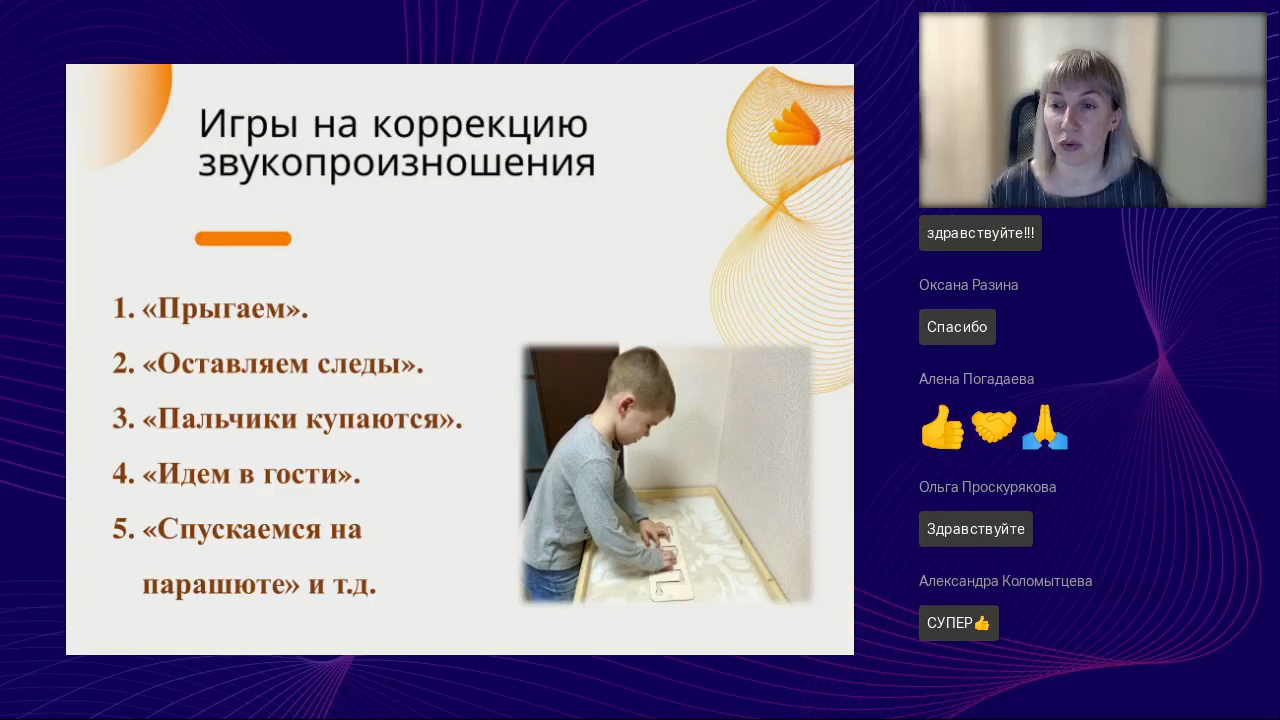 Игры на коррекцию
звукопроизношения
1. «Прыгаем».
2. «Оставляем следы».
3. «Пальчики купаются».
4. «Идем в гости».
5. «Спускаемся на
парашюте» и т.д.
здравствуйте!!!
Оксана Разина
Спасибо
Алена Погадаева
👍🤝🙏
Ольга Проскурякова
Здравствуйте
Александра Коломытцева
СУПЕР👍